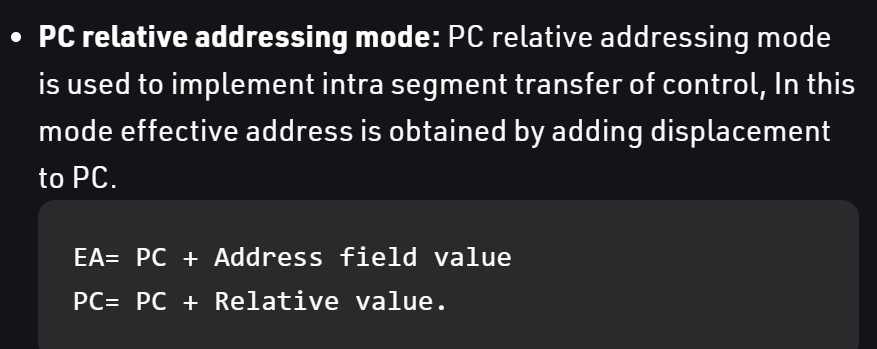 • PC relative addressing mode: PC relative addressing mode
is used to implement intra segment transfer of control, In this
mode effective address is obtained by adding displacement
to PC.
EA= PC + Address field value
PC= PC + Relative value.